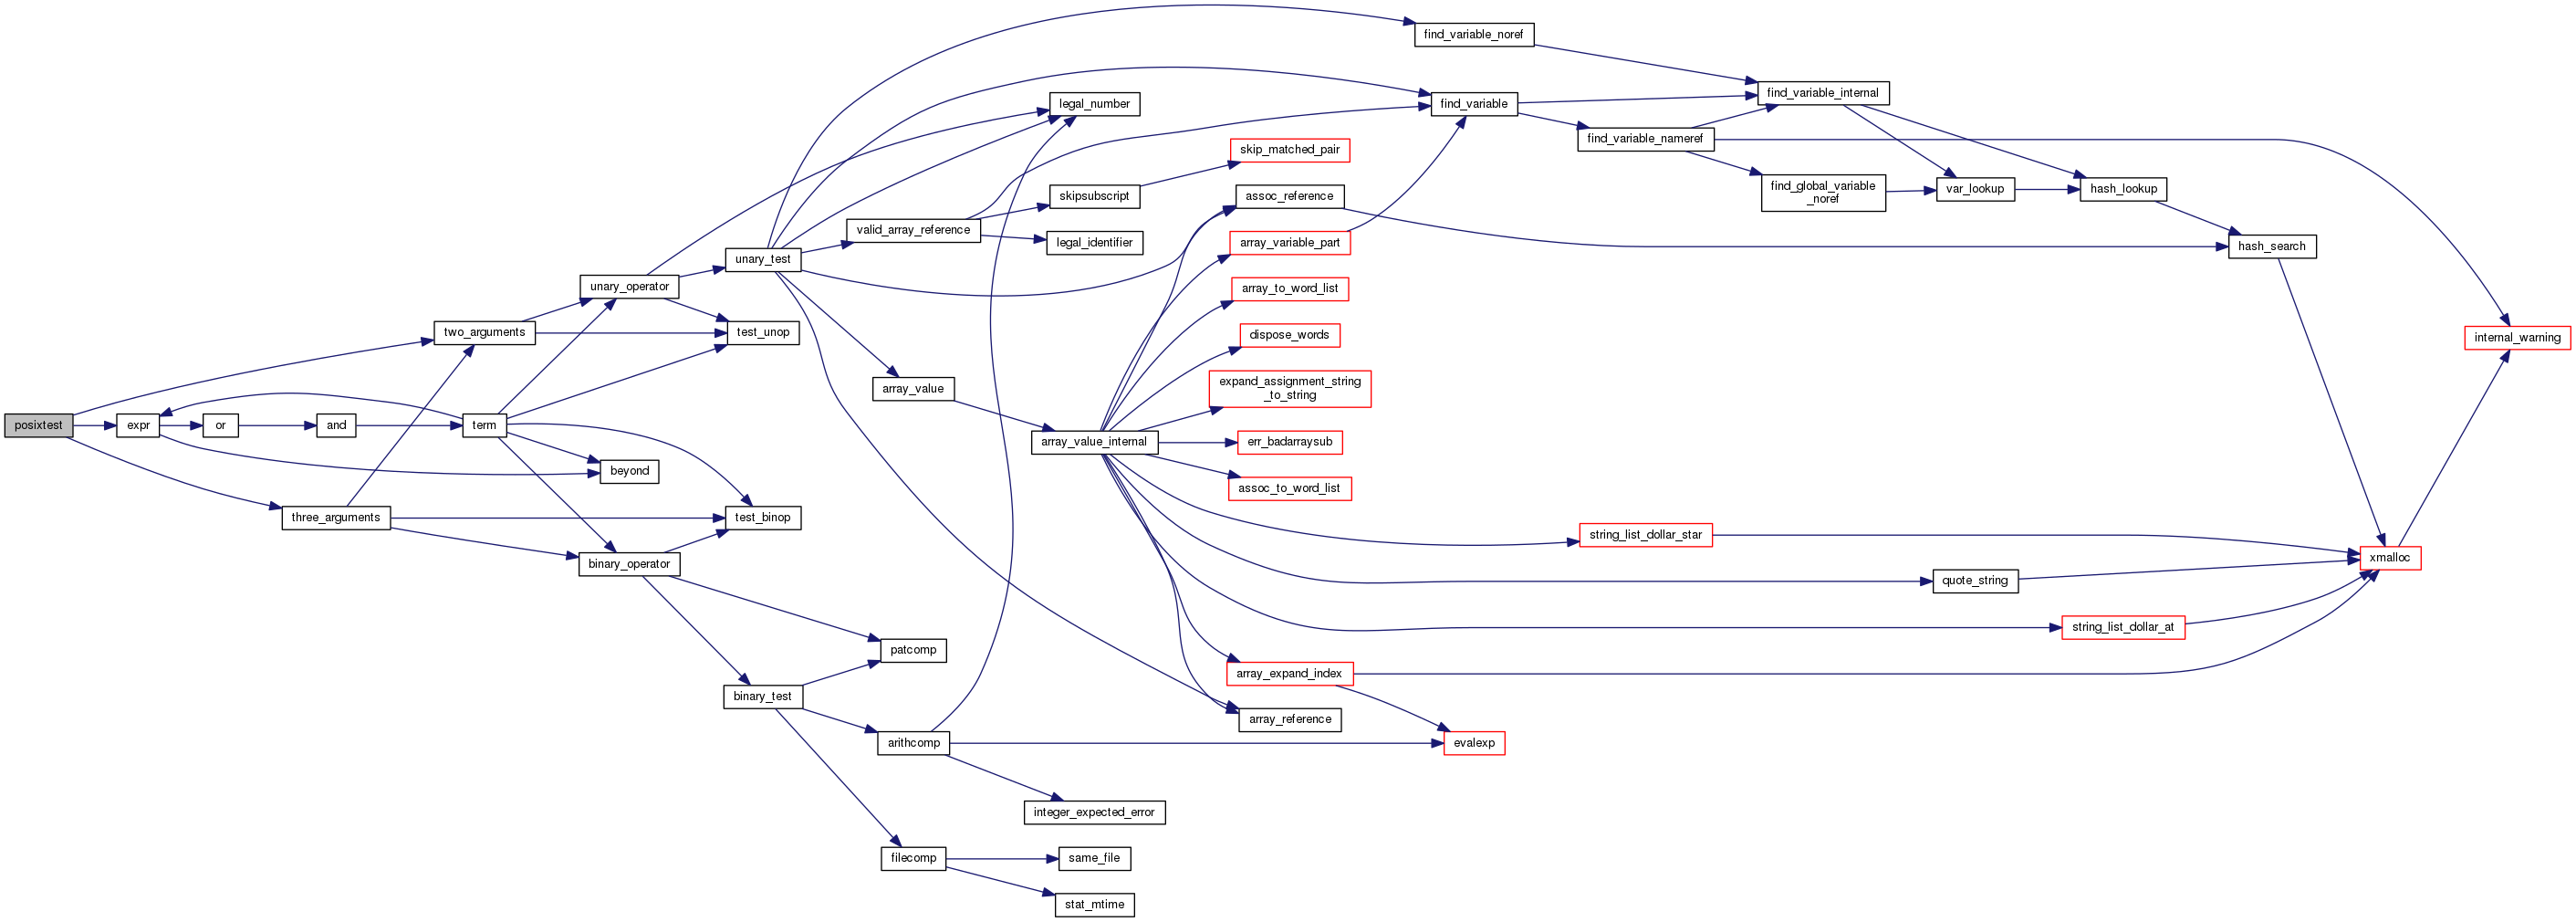 posixtest
expr
or
and
three_arguments
two_arguments
term
unary_operator
beyond
binary_operator
unary_test
test_unop
test_binop
binary_test
valid_array_reference
array_value
patcomp
arithcomp
filecomp
legal_number
skipsubscript
legal_identifier
array_value_internal
integer_expected_error
same_file
stat_mtime
skip_matched_pair
assoc_reference
array_variable_part
array_to_word_list
dispose_words
expand_assignment_string
_to_string
err_badarraysub
assoc_to_word_list
array_expand_index
array_reference
find_variable_noref
find_variable
evalexp
find_variable_nameref
string_list_dollar_star
find_variable_internal
find_global_variable
_noref
var_lookup
quote_string
hash_lookup
string_list_dollar_at
hash_search
xmalloc
internal_warning